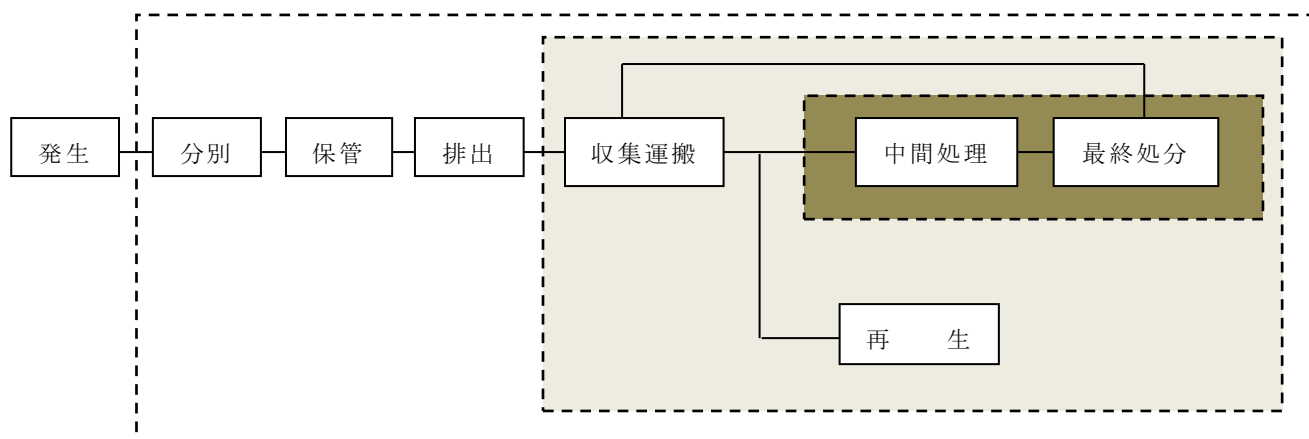 発生
分別
保管
排出
収集運搬
中間処理
最終処分
再　　生